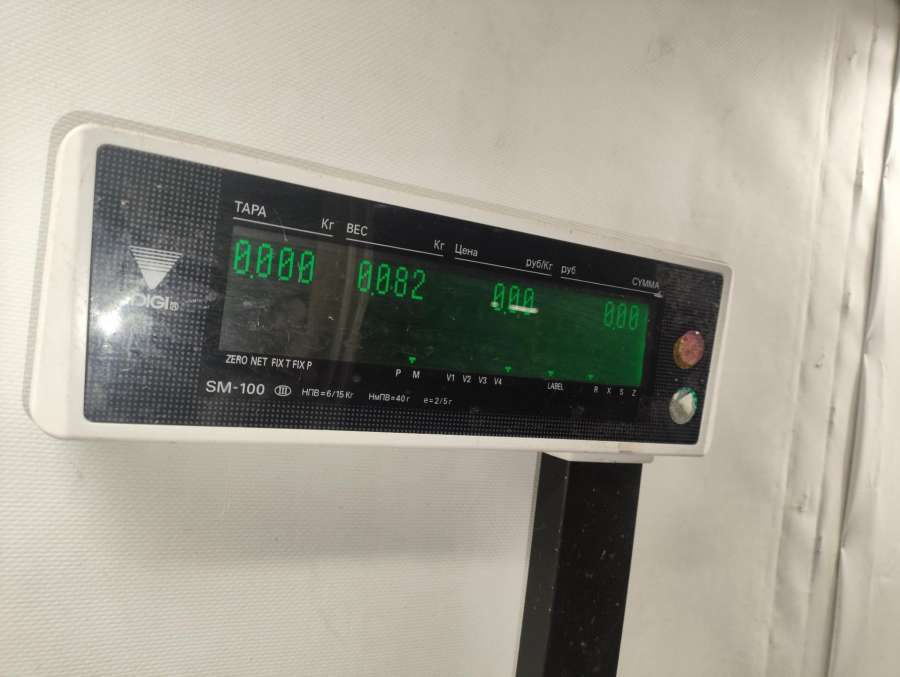 ТАРА Кг ВЕС Кг Цена руб/Кг руб СУММА
0.000 0.082 0.00 0.00
DIGI®
ZERO NET FIX T FIX P P M V1 V2 V3 V4 LABEL R X S Z
SM-100 III НПВ=6/15Кг НмПВ=40г e=2/5г